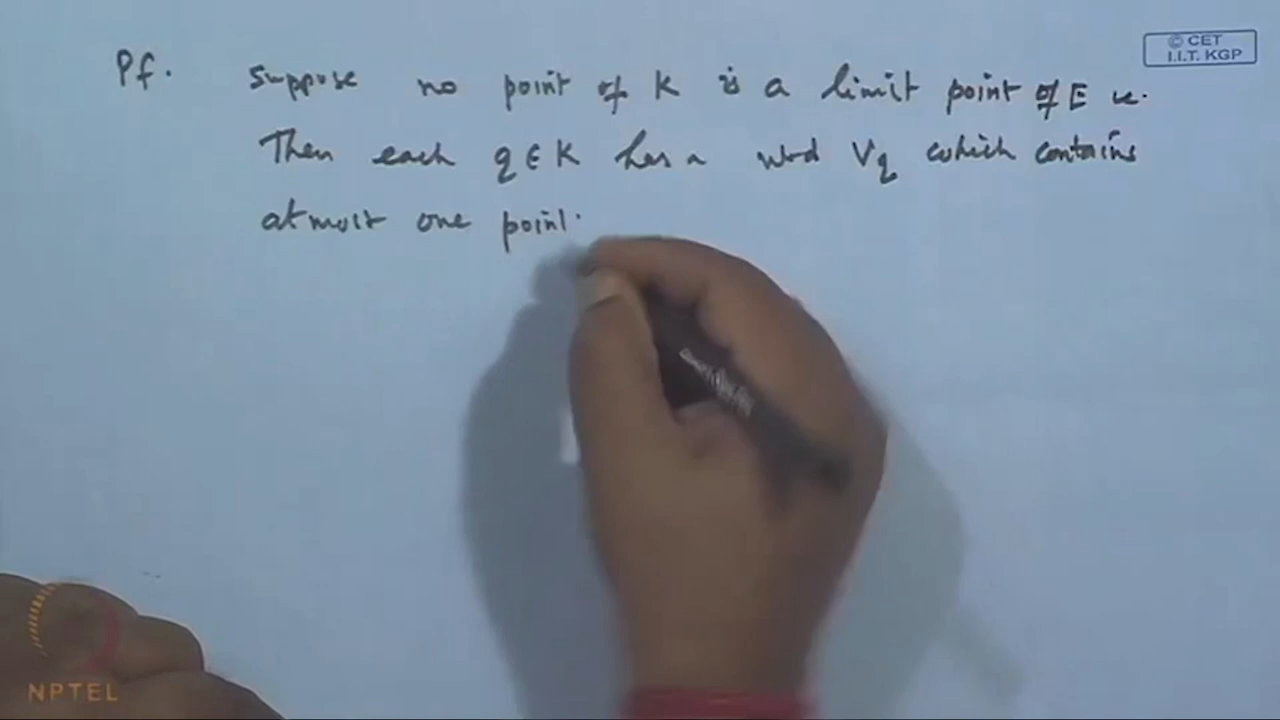 © CET
I.I.T. KGP
Pf. Suppose no point of K is a limit point of E ie.
Then each q ∈ K has a nbd Vq which contains
atmost one point.
NPTEL